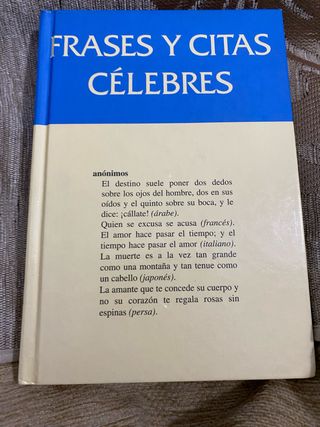 FRASES Y CITAS
CÉLEBRES
anónimos
El destino suele poner dos dedos
sobre los ojos del hombre, dos en sus
oídos y el quinto sobre su boca, y le
dice: ¡cállate! (árabe).
Quien se excusa se acusa (francés).
El amor hace pasar el tiempo; y el
tiempo hace pasar el amor (italiano).
La muerte es a la vez tan grande
como una montaña y tan tenue como
un cabello (japonés).
La amante que te concede su cuerpo y
no su corazón te regala rosas sin
espinas (persa).